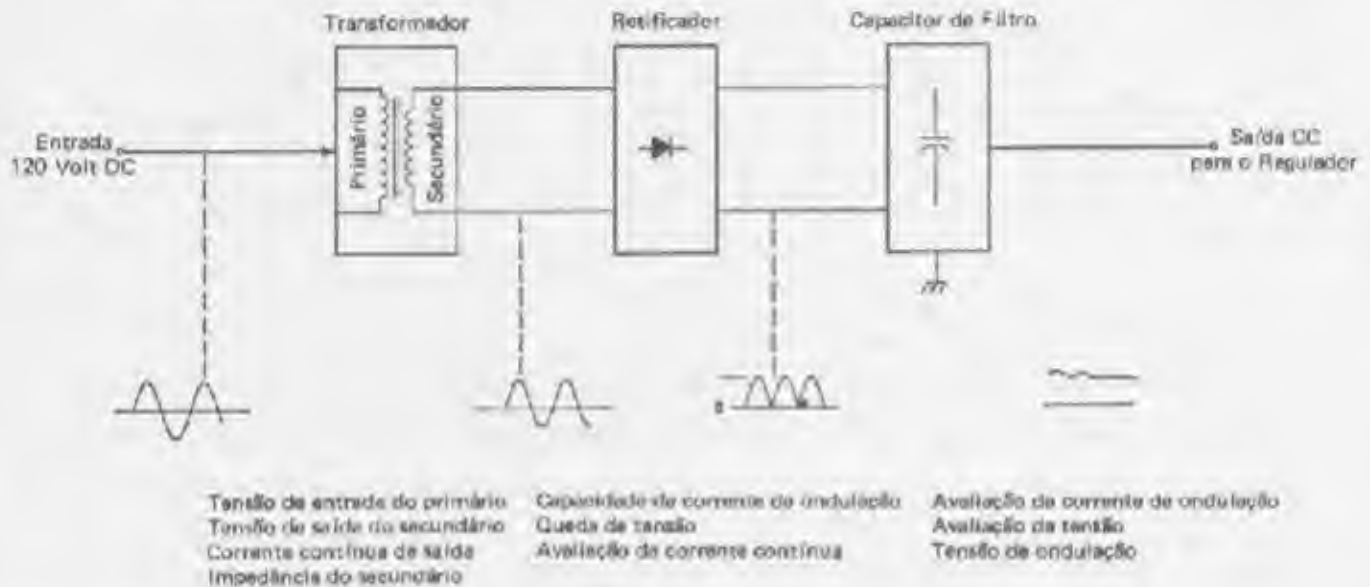 Transformador
Retificador
Capacitor de Filtro
Entrada
120 Volt DC
Primário
Secundário
Saída CC
para o Regulador
0
Tensão de entrada do primário
Tensão de saída do secundário
Corrente contínua de saída
Impedância do secundário
Capacidade de corrente de ondulação
Queda de tensão
Avaliação da corrente contínua
Avaliação da corrente de ondulação
Avaliação da tensão
Tensão de ondulação